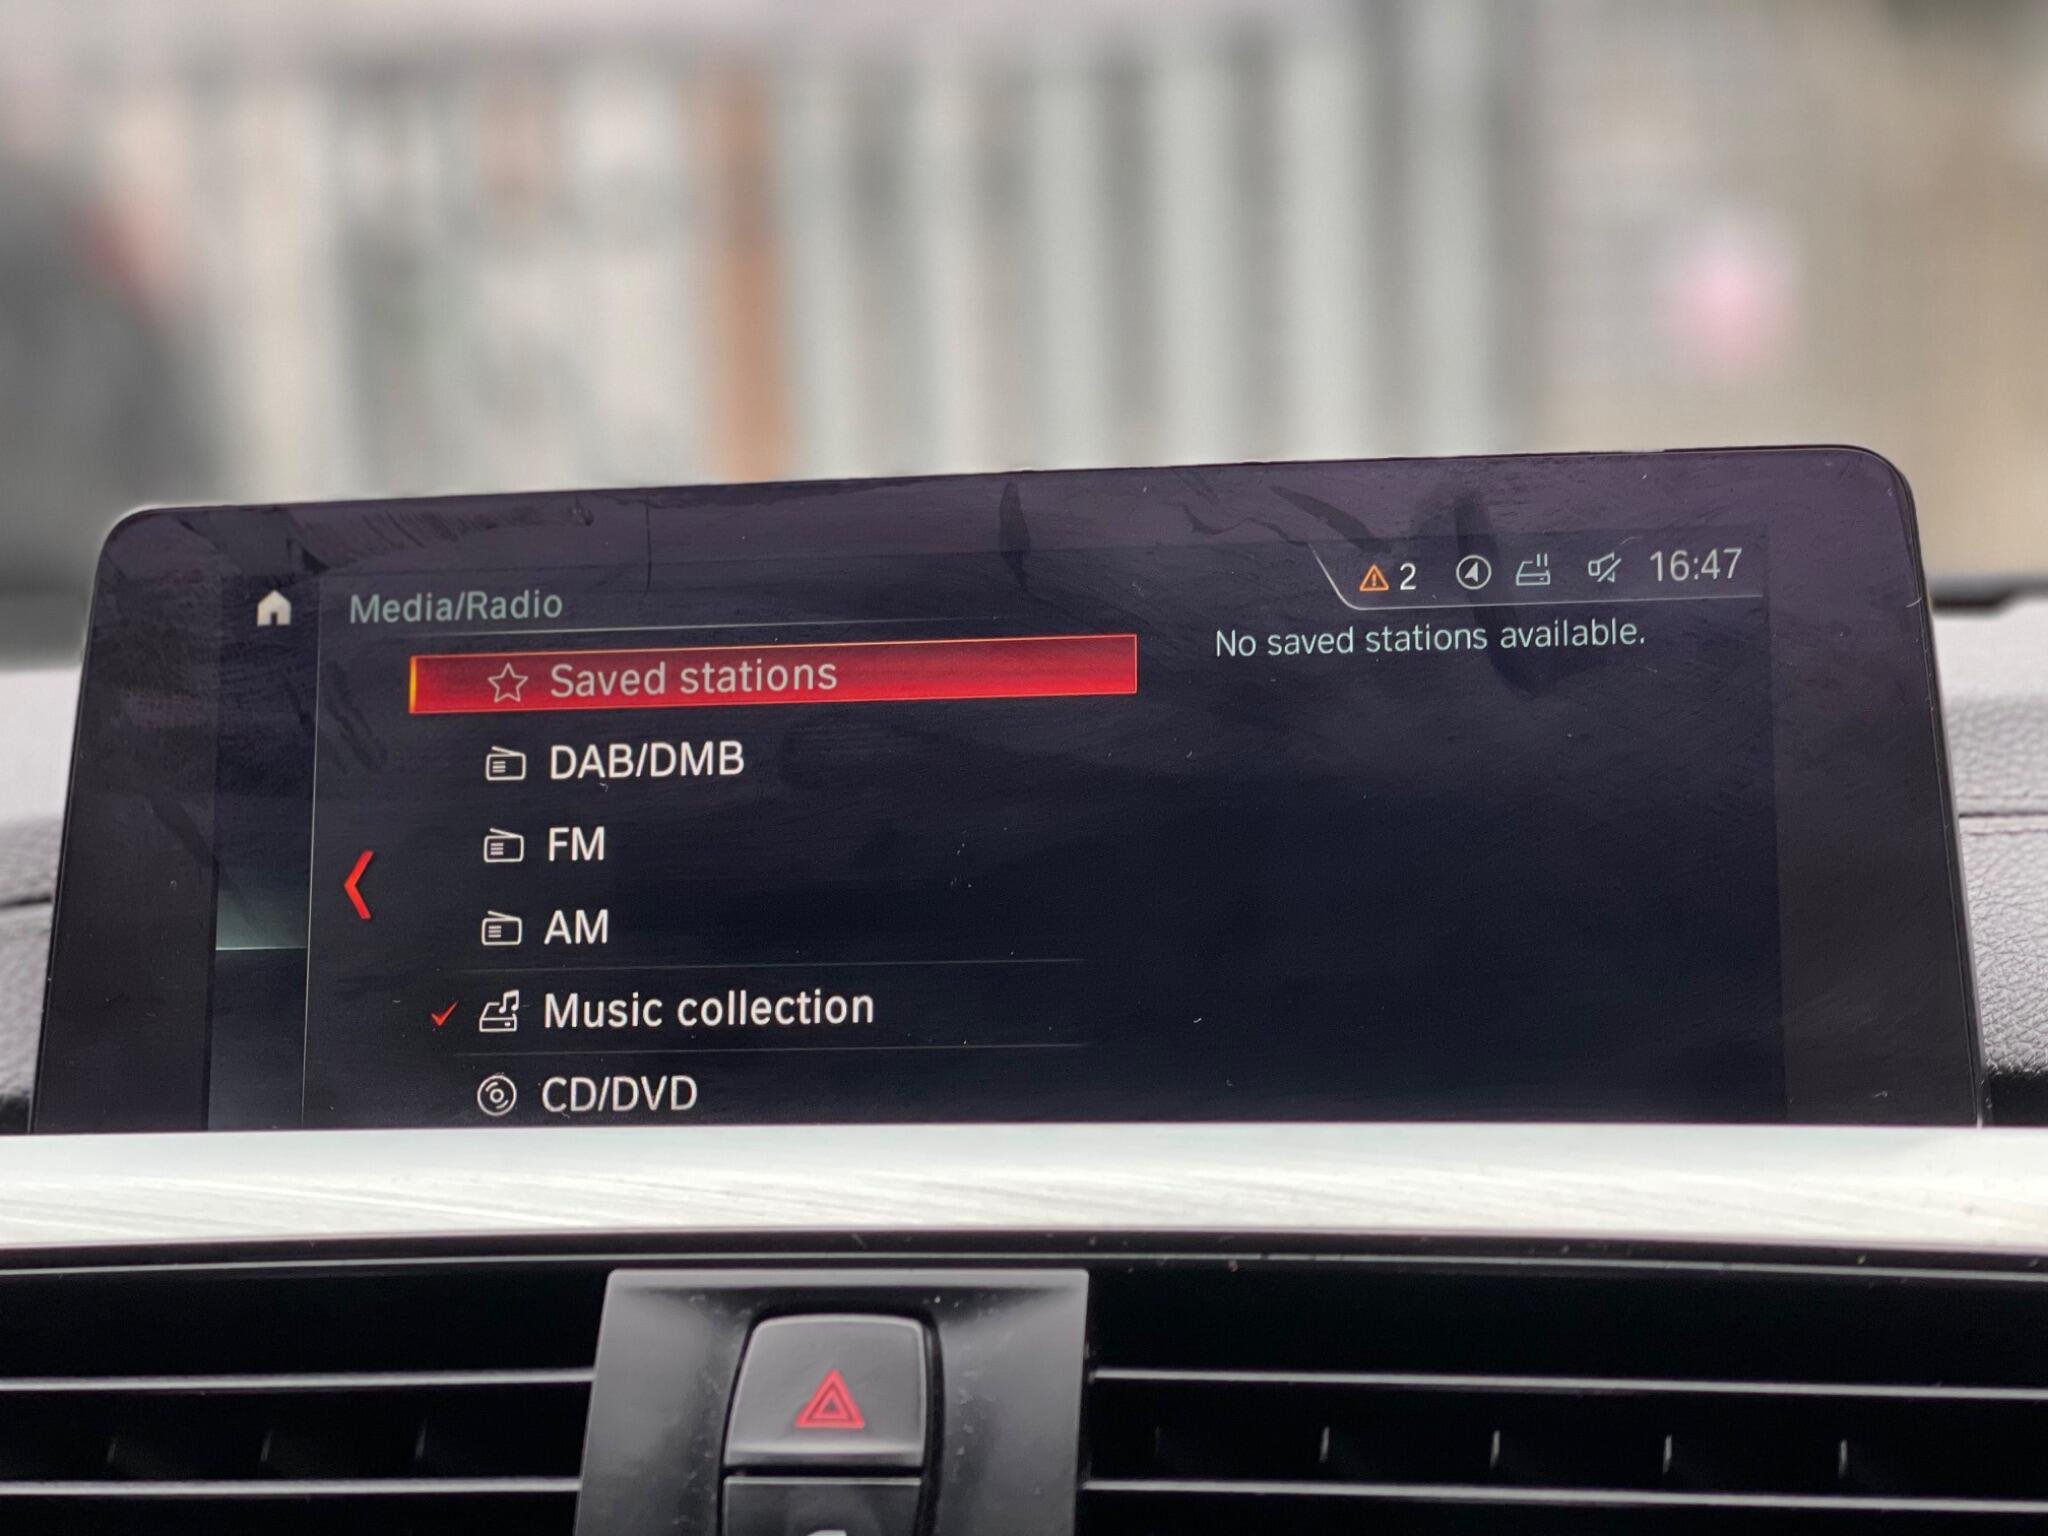 Media/Radio
2 16:47
Saved stations
No saved stations available.
DAB/DMB
FM
AM
Music collection
CD/DVD